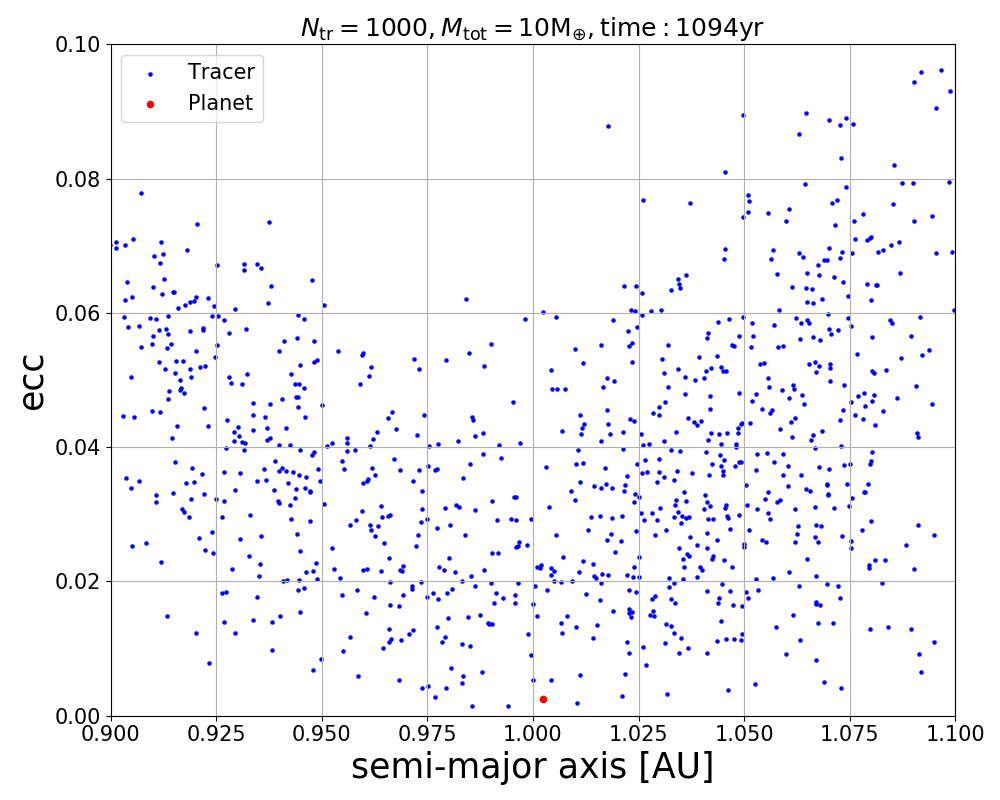 N_tr = 1000, M_tot = 10M_⊕, time : 1094yr
Tracer
Planet
ecc
0.10
0.08
0.06
0.04
0.02
0.00
0.900 0.925 0.950 0.975 1.000 1.025 1.050 1.075 1.100
semi-major axis [AU]